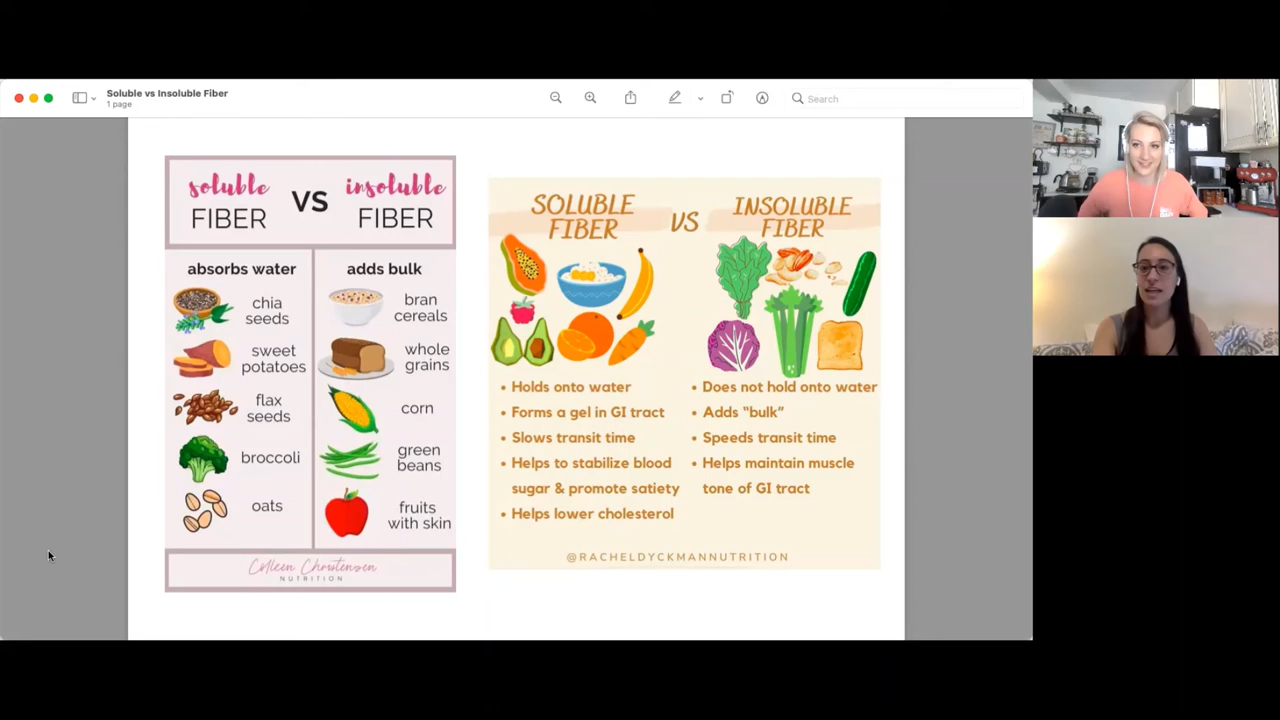 Soluble vs Insoluble Fiber
1 page
Search
soluble
FIBER
VS
insoluble
FIBER
absorbs water
chia
seeds
sweet
potatoes
flax
seeds
broccoli
oats
adds bulk
bran
cereals
whole
grains
corn
green
beans
fruits
with skin
Colleen Christensen
NUTRITION
SOLUBLE
FIBER
VS
INSOLUBLE
FIBER
• Holds onto water
• Forms a gel in GI tract
• Slows transit time
• Helps to stabilize blood
sugar & promote satiety
• Helps lower cholesterol
• Does not hold onto water
• Adds "bulk"
• Speeds transit time
• Helps maintain muscle
tone of GI tract
@RACHELDYCKMANNUTRITION